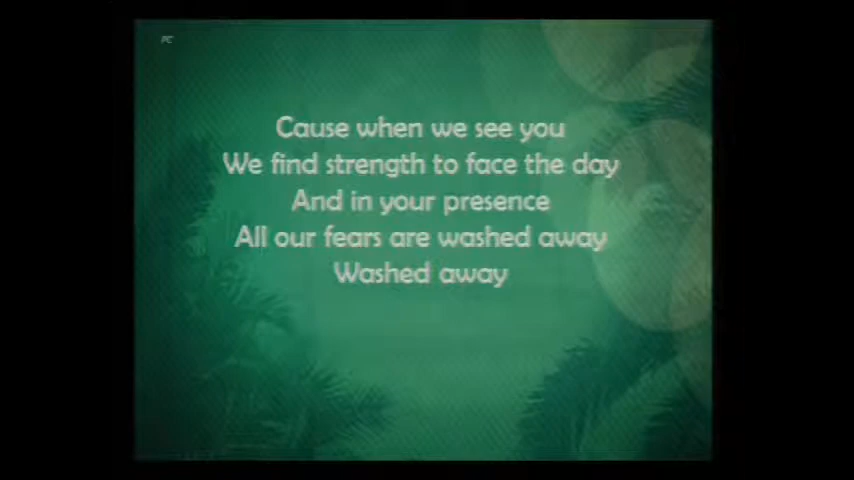 PC
Cause when we see you
We find strength to face the day
And in your presence
All our fears are washed away
Washed away